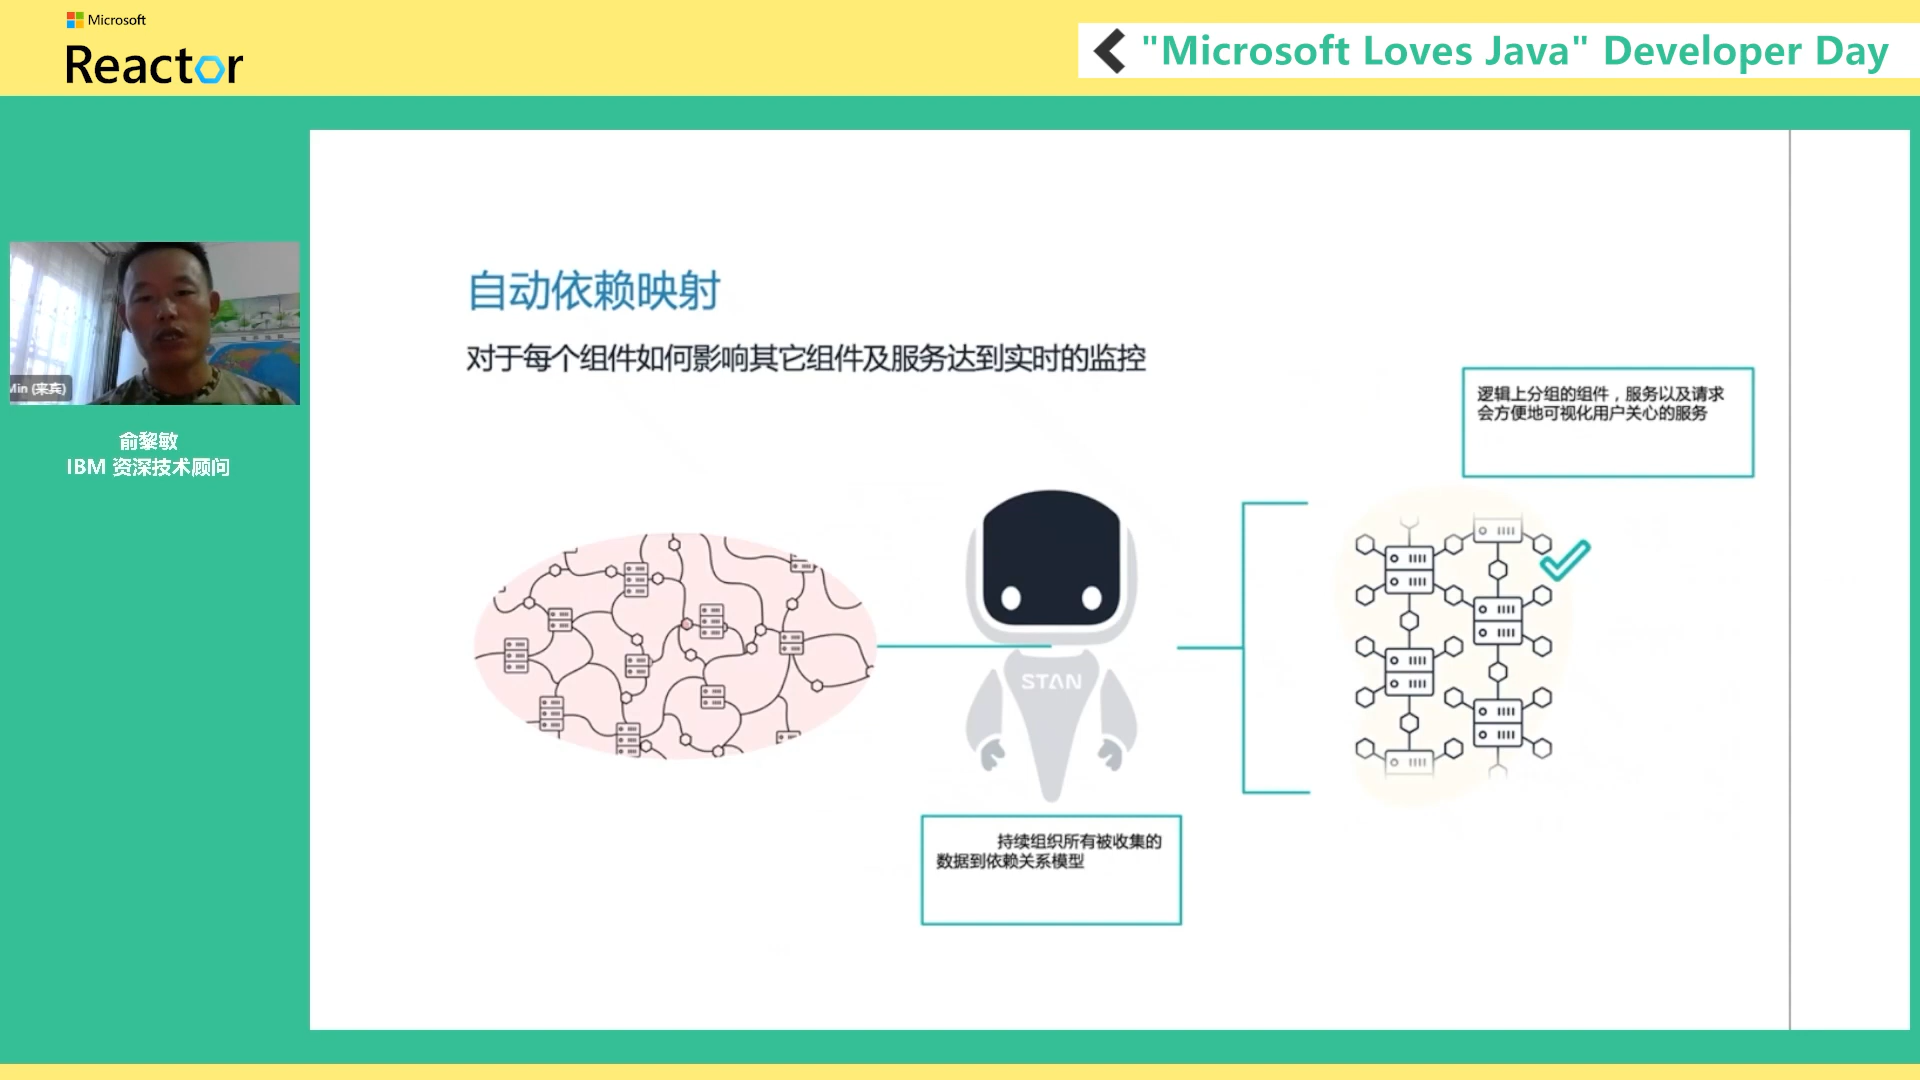 Microsoft
Reactor
"Microsoft Loves Java" Developer Day
Min (来宾)
俞黎敏
IBM 资深技术顾问
自动依赖映射
对于每个组件如何影响其它组件及服务达到实时的监控
逻辑上分组的组件，服务以及请求
会方便地可视化用户关心的服务
STAN
持续组织所有被收集的
数据到依赖关系模型